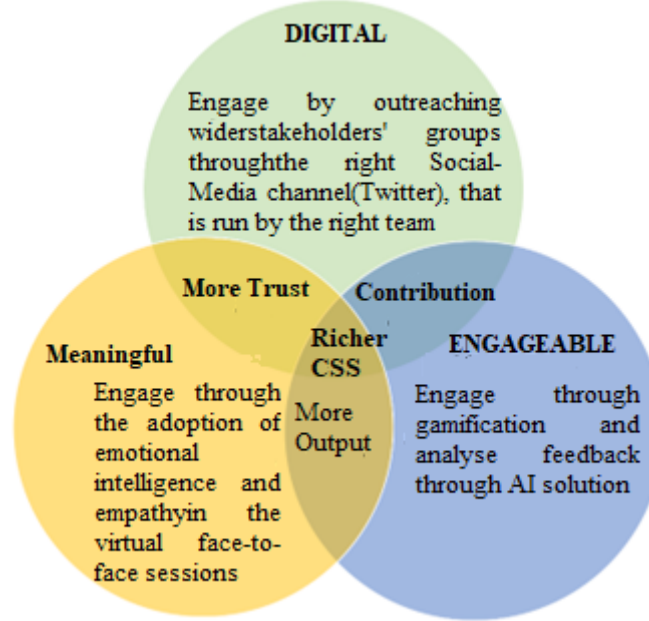 DIGITAL
Engage by outreaching
widerstakeholders' groups
throughthe right Social-
Media channel(Twitter), that
is run by the right team
More Trust
Contribution
Richer
CSS
More
Output
Meaningful
Engage through
the adoption of
emotional
intelligence and
empathyin the
virtual face-to-
face sessions
ENGAGEABLE
Engage through
gamification and
analyse feedback
through AI solution